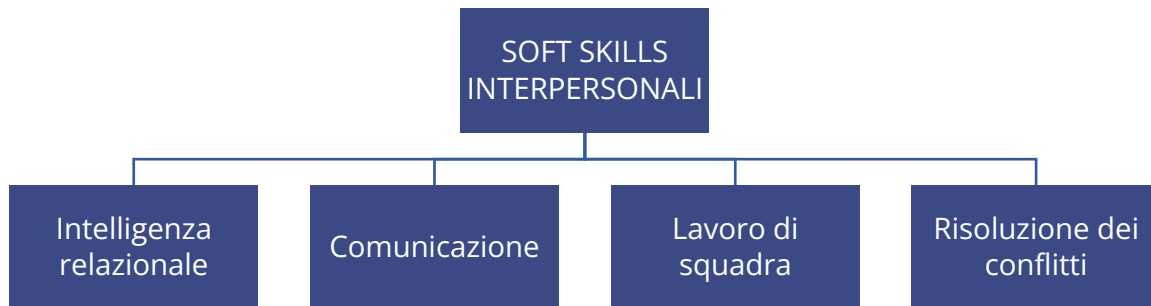 SOFT SKILLS
INTERPERSONALI
Intelligenza
relazionale
Comunicazione
Lavoro di
squadra
Risoluzione dei
conflitti